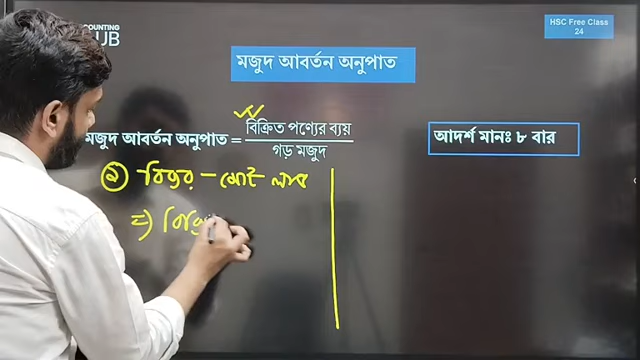 HSC Free Class
24
মজুদ আবর্তন অনুপাত
মজুদ আবর্তন অনুপাত = বিক্রিত পণ্যের ব্যয়
গড় মজুদ
আদর্শ মানঃ ৮ বার
২ বিক্রয় - মোট লাভ
=)